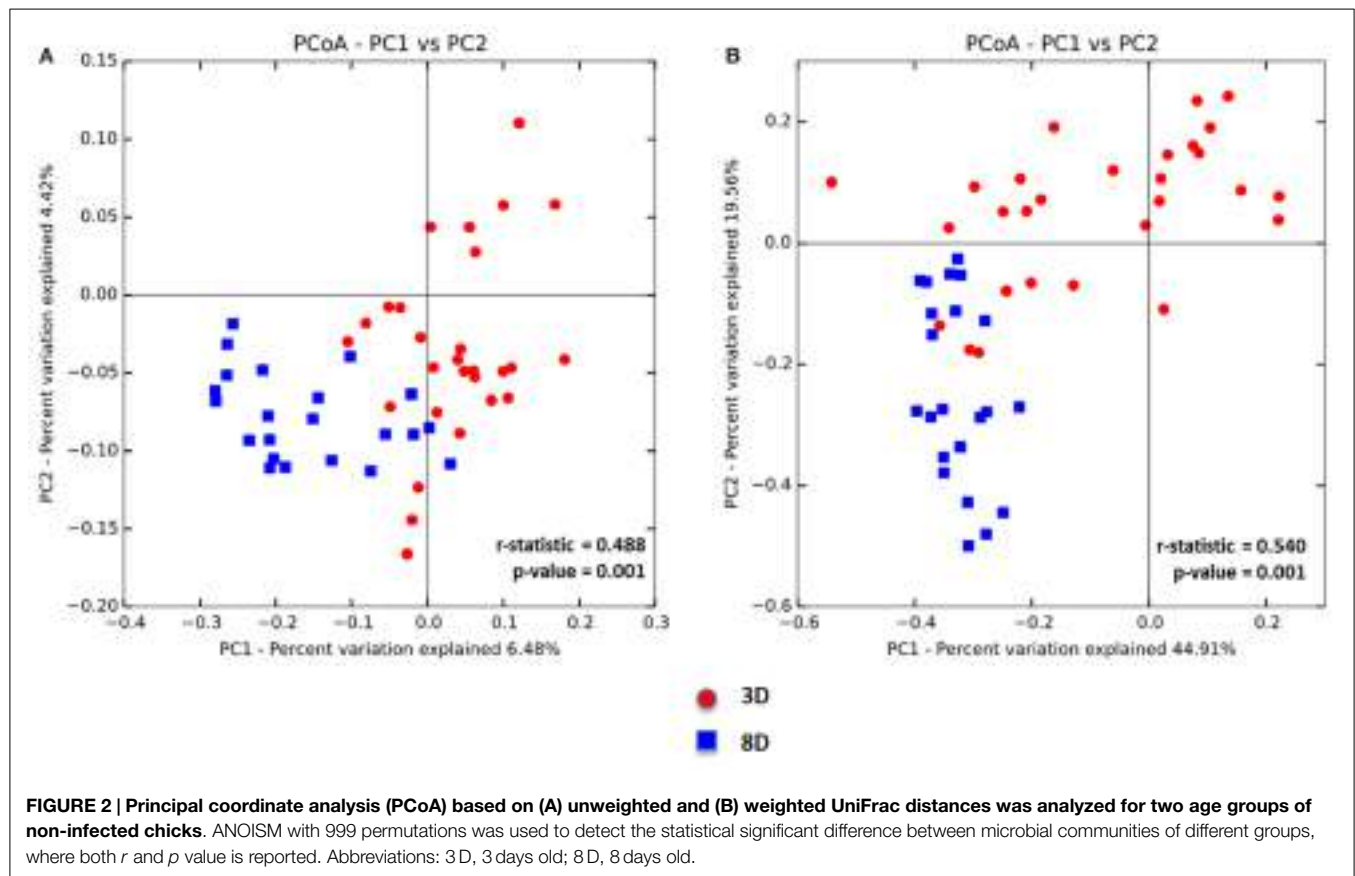 A
PCoA - PC1 vs PC2
0.15
0.10
0.05
0.00
−0.05
−0.10
−0.15
−0.20
−0.4
−0.3
−0.2
−0.1
0.0
0.1
0.2
0.3
PC2 - Percent variation explained 4.42%
PC1 - Percent variation explained 6.48%
r-statistic = 0.488
p-value = 0.001
B
PCoA - PC1 vs PC2
0.2
0.0
−0.2
−0.4
−0.6
−0.6
−0.4
−0.2
0.0
0.2
PC2 - Percent variation explained 19.56%
PC1 - Percent variation explained 44.91%
r-statistic = 0.540
p-value = 0.001
3D
8D
FIGURE 2 | Principal coordinate analysis (PCoA) based on (A) unweighted and (B) weighted UniFrac distances was analyzed for two age groups of
non-infected chicks. ANOISM with 999 permutations was used to detect the statistical significant difference between microbial communities of different groups,
where both r and p value is reported. Abbreviations: 3 D, 3 days old; 8 D, 8 days old.